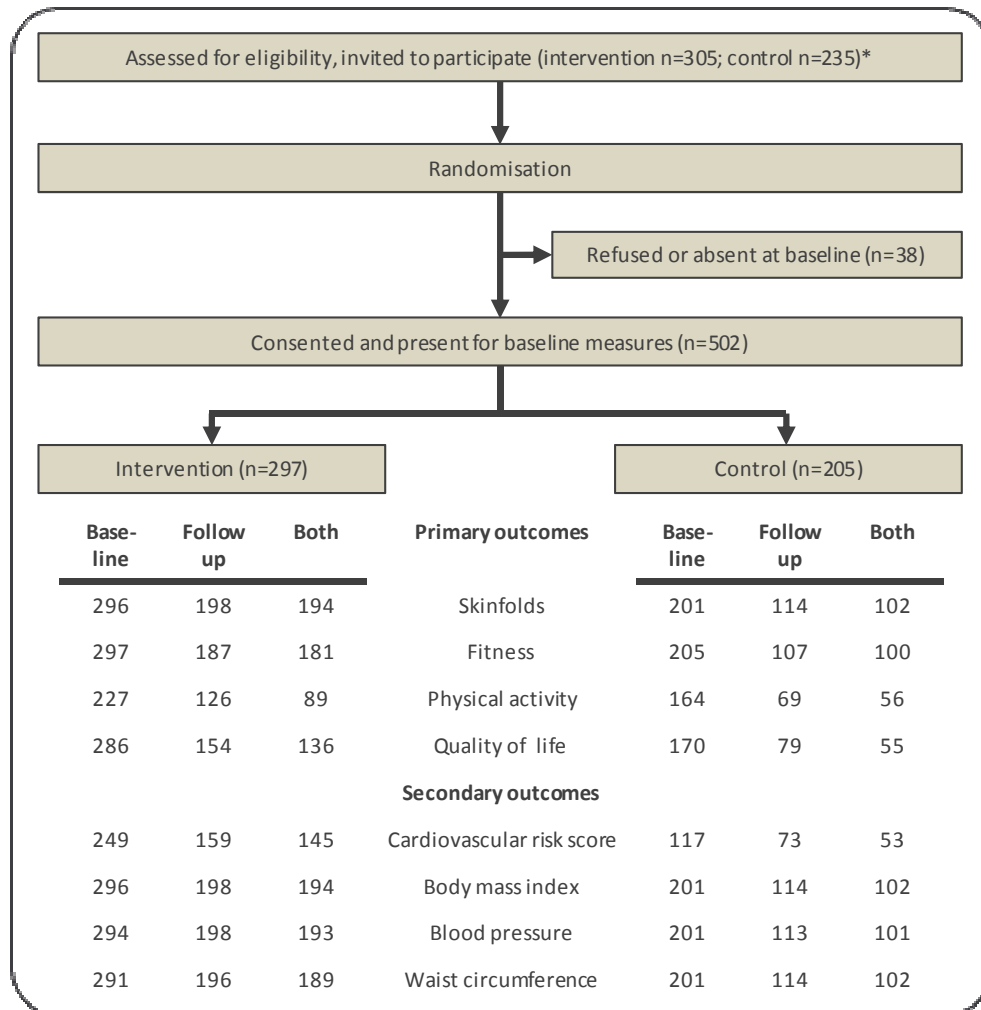 Assessed for eligibility, invited to participate (intervention n=305; control n=235)*
Randomisation
Refused or absent at baseline (n=38)
Consented and present for baseline measures (n=502)
Intervention (n=297) Control (n=205)
Base- Follow Both Primary outcomes Base- Follow Both
line up line up
296 198 194 Skinfolds 201 114 102
297 187 181 Fitness 205 107 100
227 126 89 Physical activity 164 69 56
286 154 136 Quality of life 170 79 55
Secondary outcomes
249 159 145 Cardiovascular risk score 117 73 53
296 198 194 Body mass index 201 114 102
294 198 193 Blood pressure 201 113 101
291 196 189 Waist circumference 201 114 102